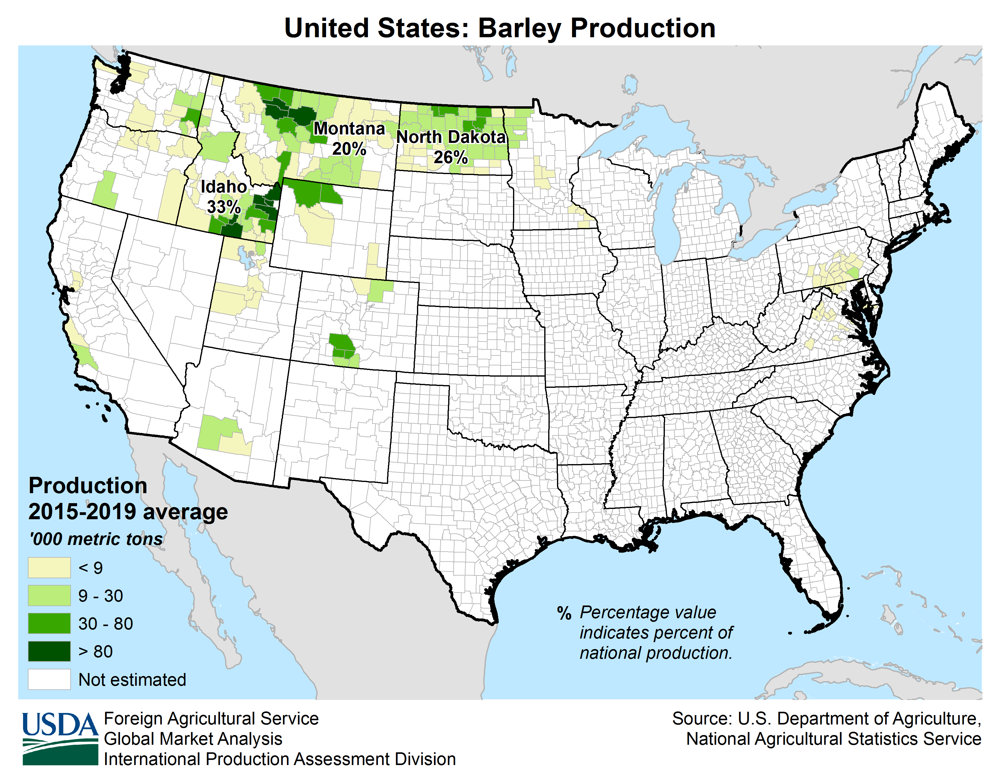 United States: Barley Production
Montana
20%
North Dakota
26%
Idaho
33%
Production
2015-2019 average
'000 metric tons
< 9
9 - 30
30 - 80
> 80
Not estimated
% Percentage value
indicates percent of
national production.
USDA
Foreign Agricultural Service
Global Market Analysis
International Production Assessment Division
Source: U.S. Department of Agriculture,
National Agricultural Statistics Service